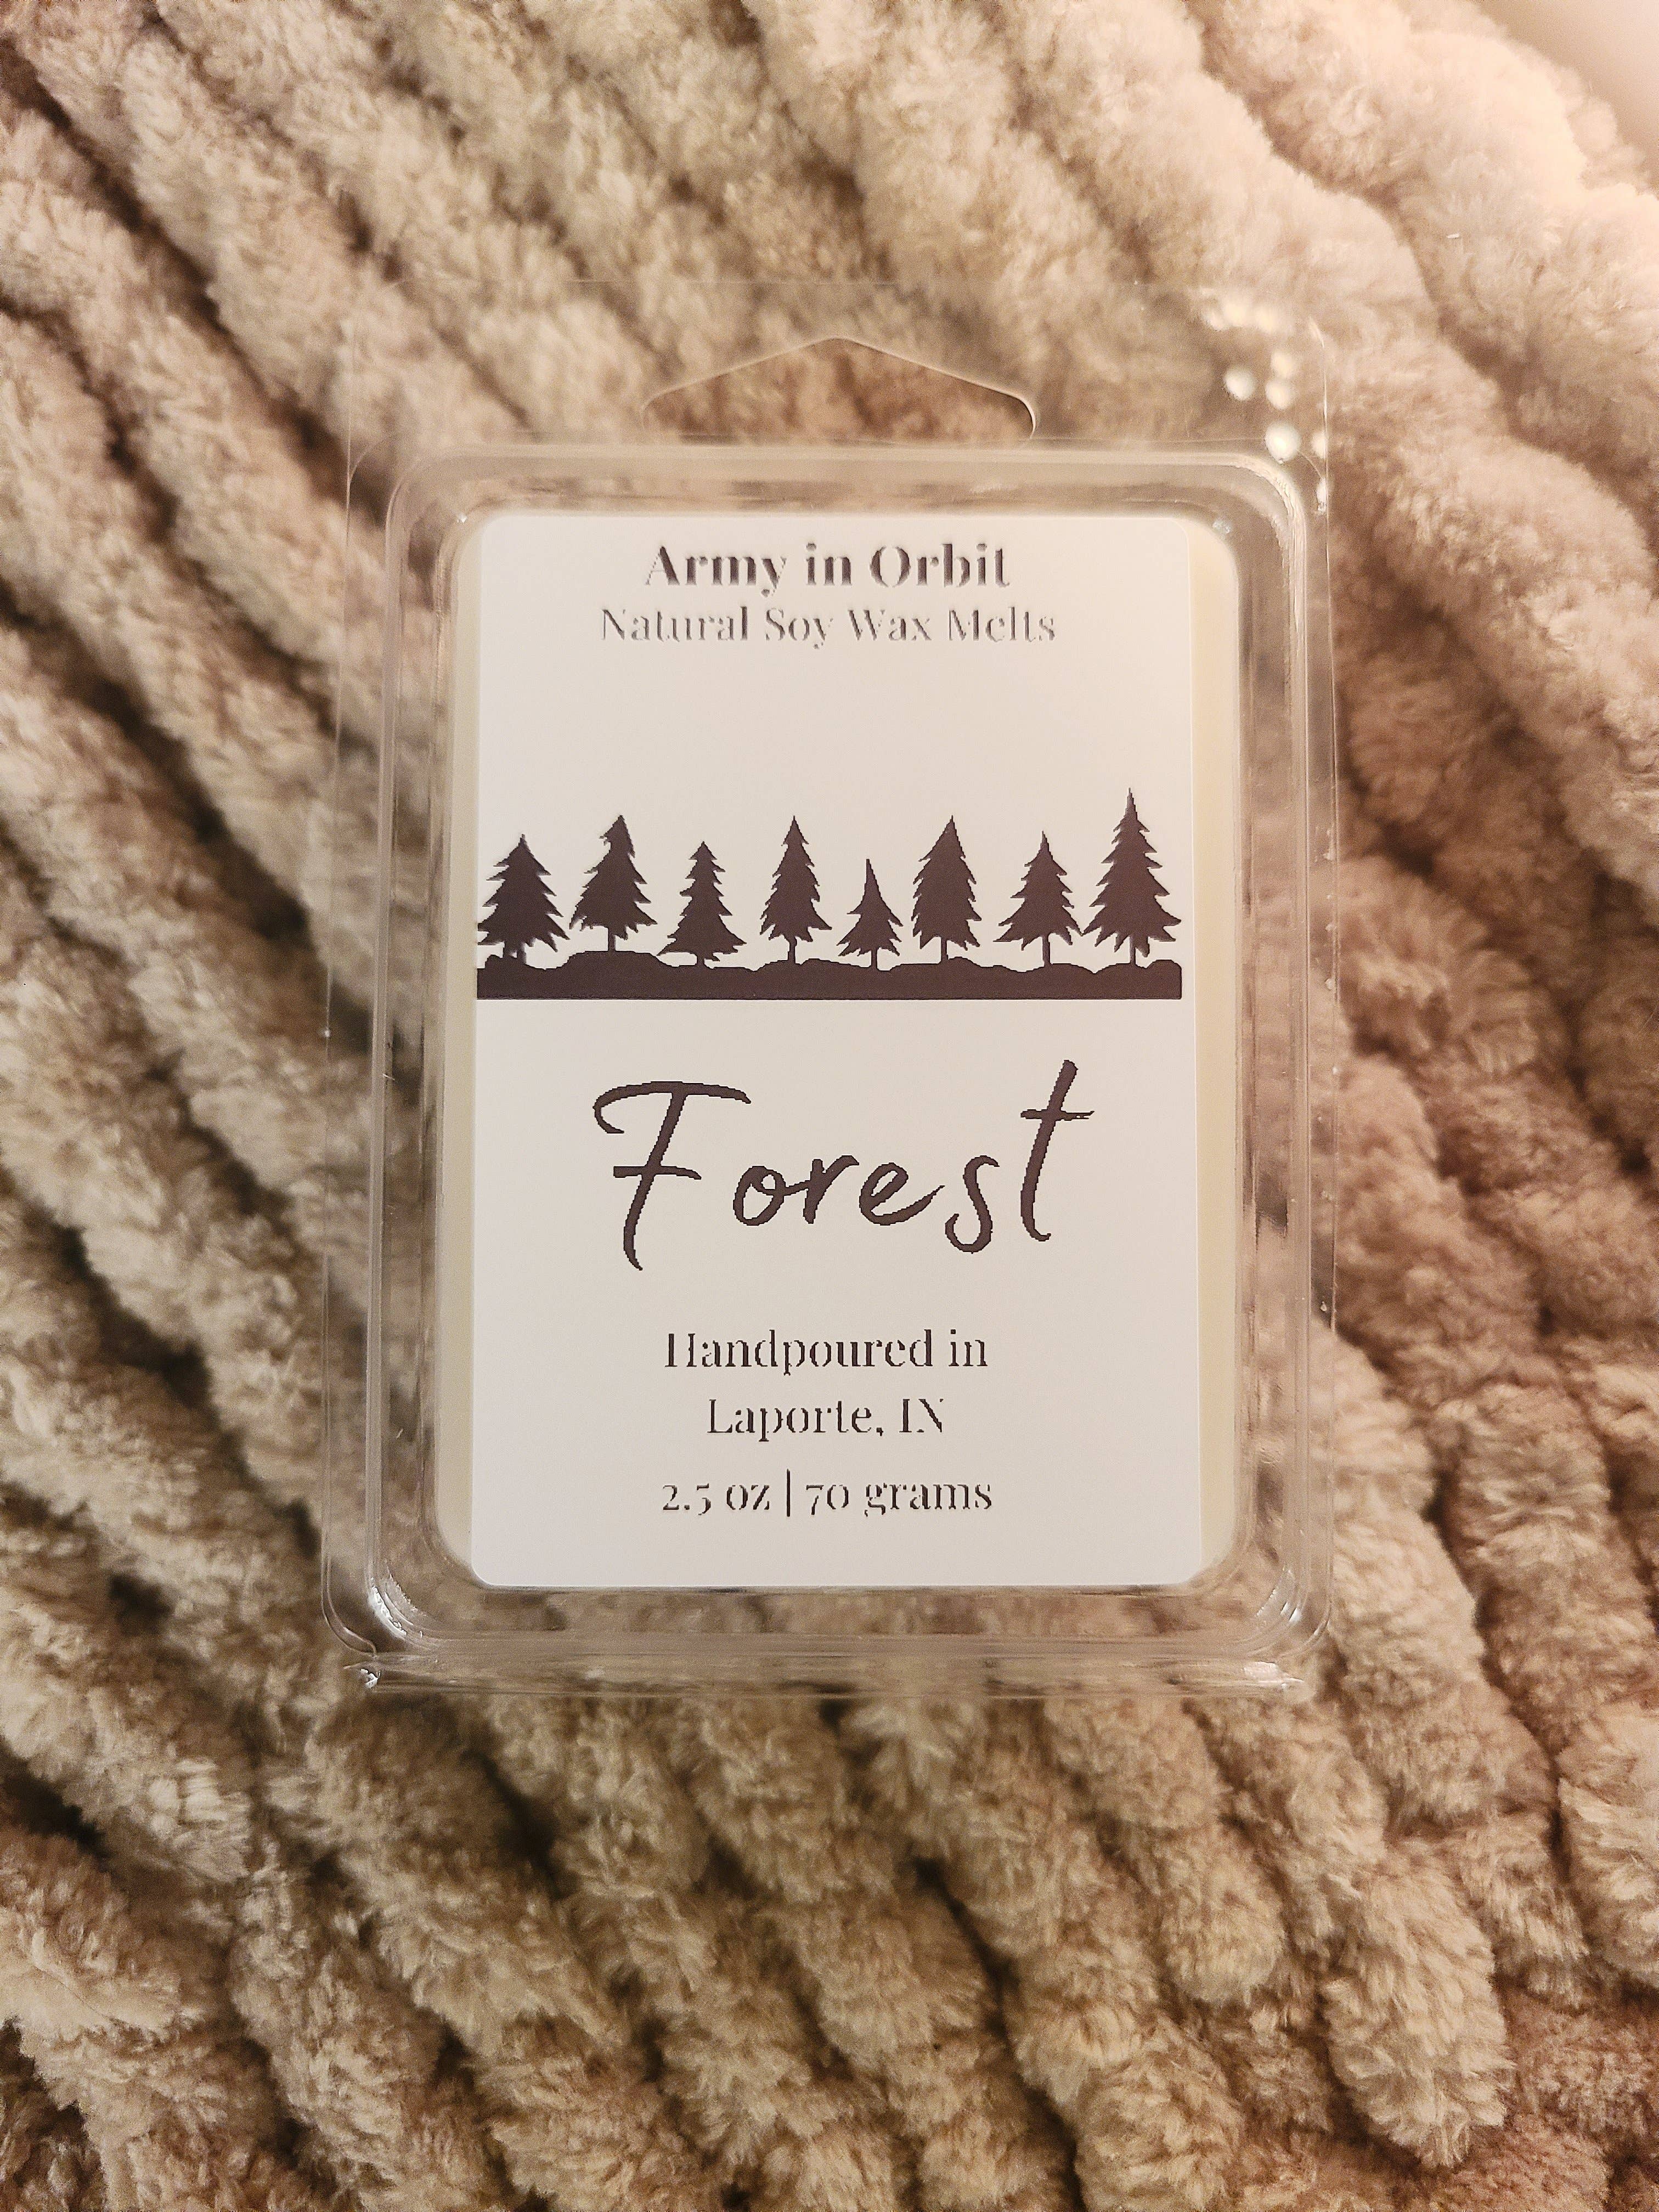 Army in Orbit
Natural Soy Wax Melts
Forest
Handpoured in
Laporte, IN
2.5 oz | 70 grams